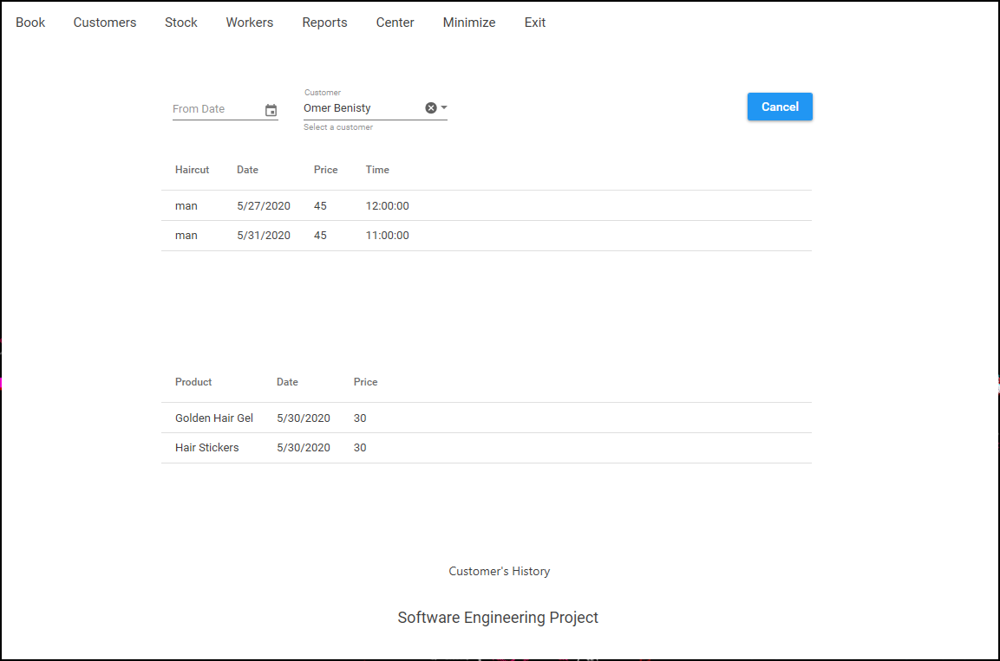 Book Customers Stock Workers Reports Center Minimize Exit
Customer
From Date Omer Benisty Cancel
Select a customer
Haircut Date Price Time
man 5/27/2020 45 12:00:00
man 5/31/2020 45 11:00:00
Product Date Price
Golden Hair Gel 5/30/2020 30
Hair Stickers 5/30/2020 30
Customer's History
Software Engineering Project